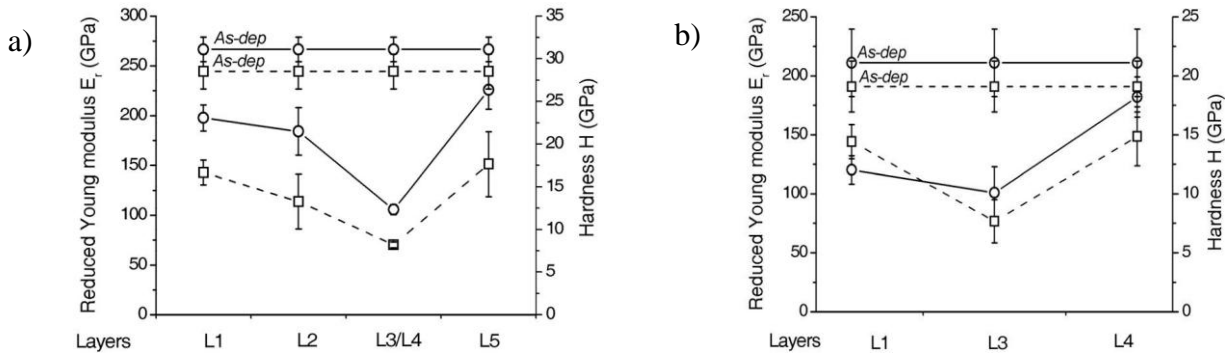 a)
Reduced Young modulus Er (GPa)
300
250
200
150
100
50
0
As-dep
As-dep
35
30
25
20
15
10
5
0
Hardness H (GPa)
Layers L1 L2 L3/L4 L5
b)
Reduced Young modulus Er (GPa)
250
200
150
100
50
0
As-dep
As-dep
25
20
15
10
5
0
Hardness H (GPa)
Layers L1 L3 L4